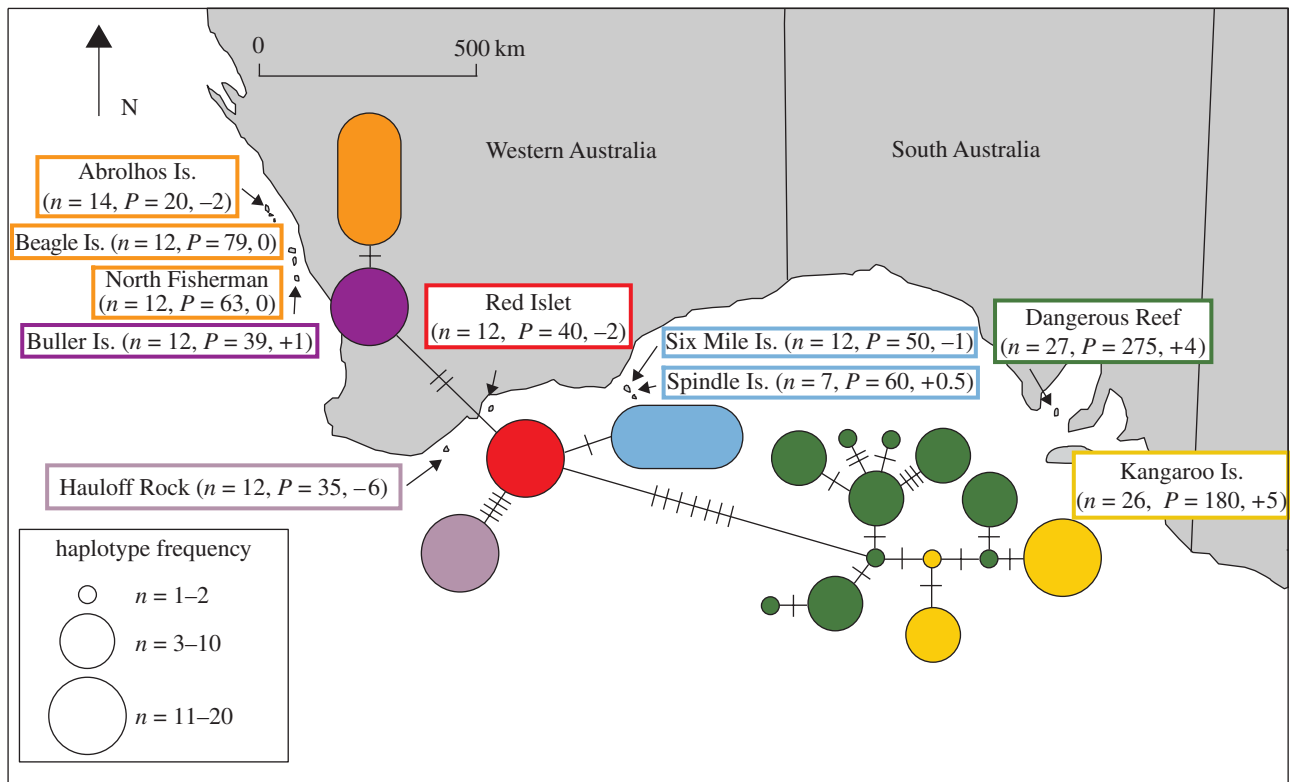 0 500 km
N
Western Australia
South Australia
Abrolhos Is.
(n = 14, P = 20, –2)
Beagle Is. (n = 12, P = 79, 0)
North Fisherman
(n = 12, P = 63, 0)
Buller Is. (n = 12, P = 39, +1)
Red Islet
(n = 12, P = 40, –2)
Six Mile Is. (n = 12, P = 50, –1)
Spindle Is. (n = 7, P = 60, +0.5)
Dangerous Reef
(n = 27, P = 275, +4)
Hauloff Rock (n = 12, P = 35, –6)
Kangaroo Is.
(n = 26, P = 180, +5)
haplotype frequency
n = 1–2
n = 3–10
n = 11–20